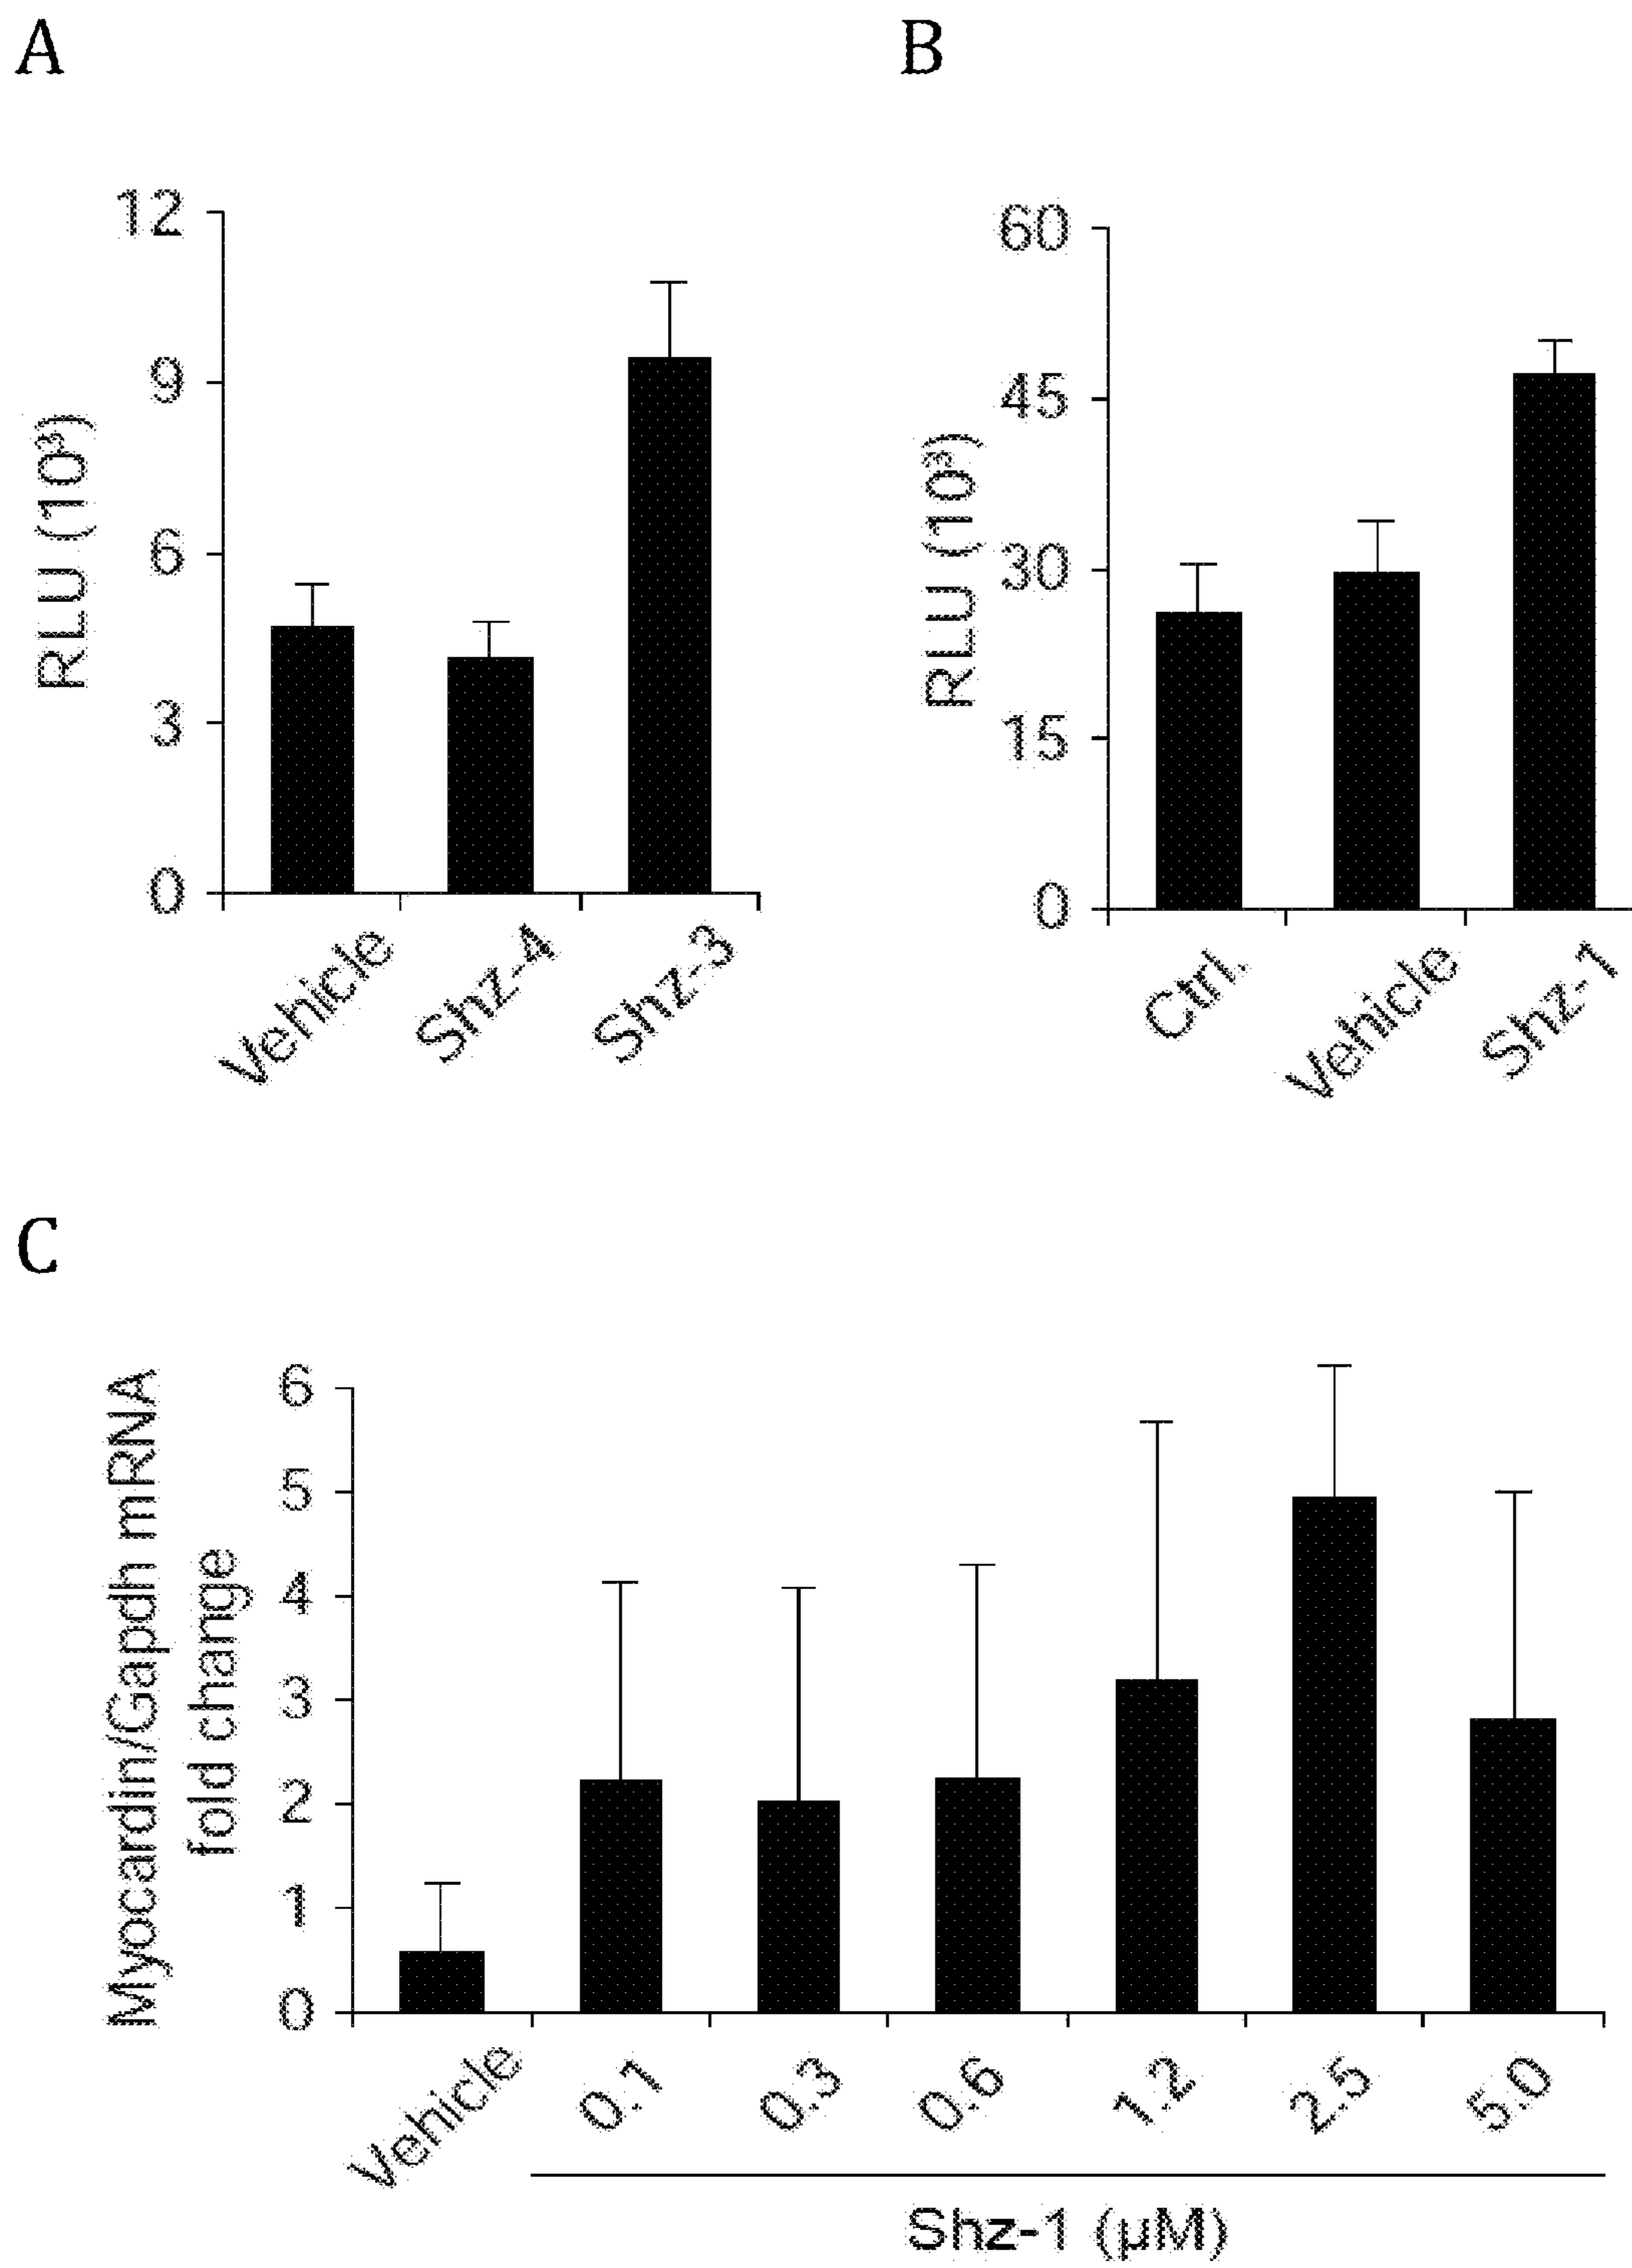 A
B
12
9
6
3
0
RLU (10³)
Vehicle
Shz-4
Shz-3
60
45
30
15
0
RLU (10³)
Ctrl.
Vehicle
Shz-1
C
Myocardin/Gapdh mRNA
fold change
6
5
4
3
2
1
0
Vehicle
0.1
0.3
0.6
1.2
2.5
5.0
Shz-1 (µM)